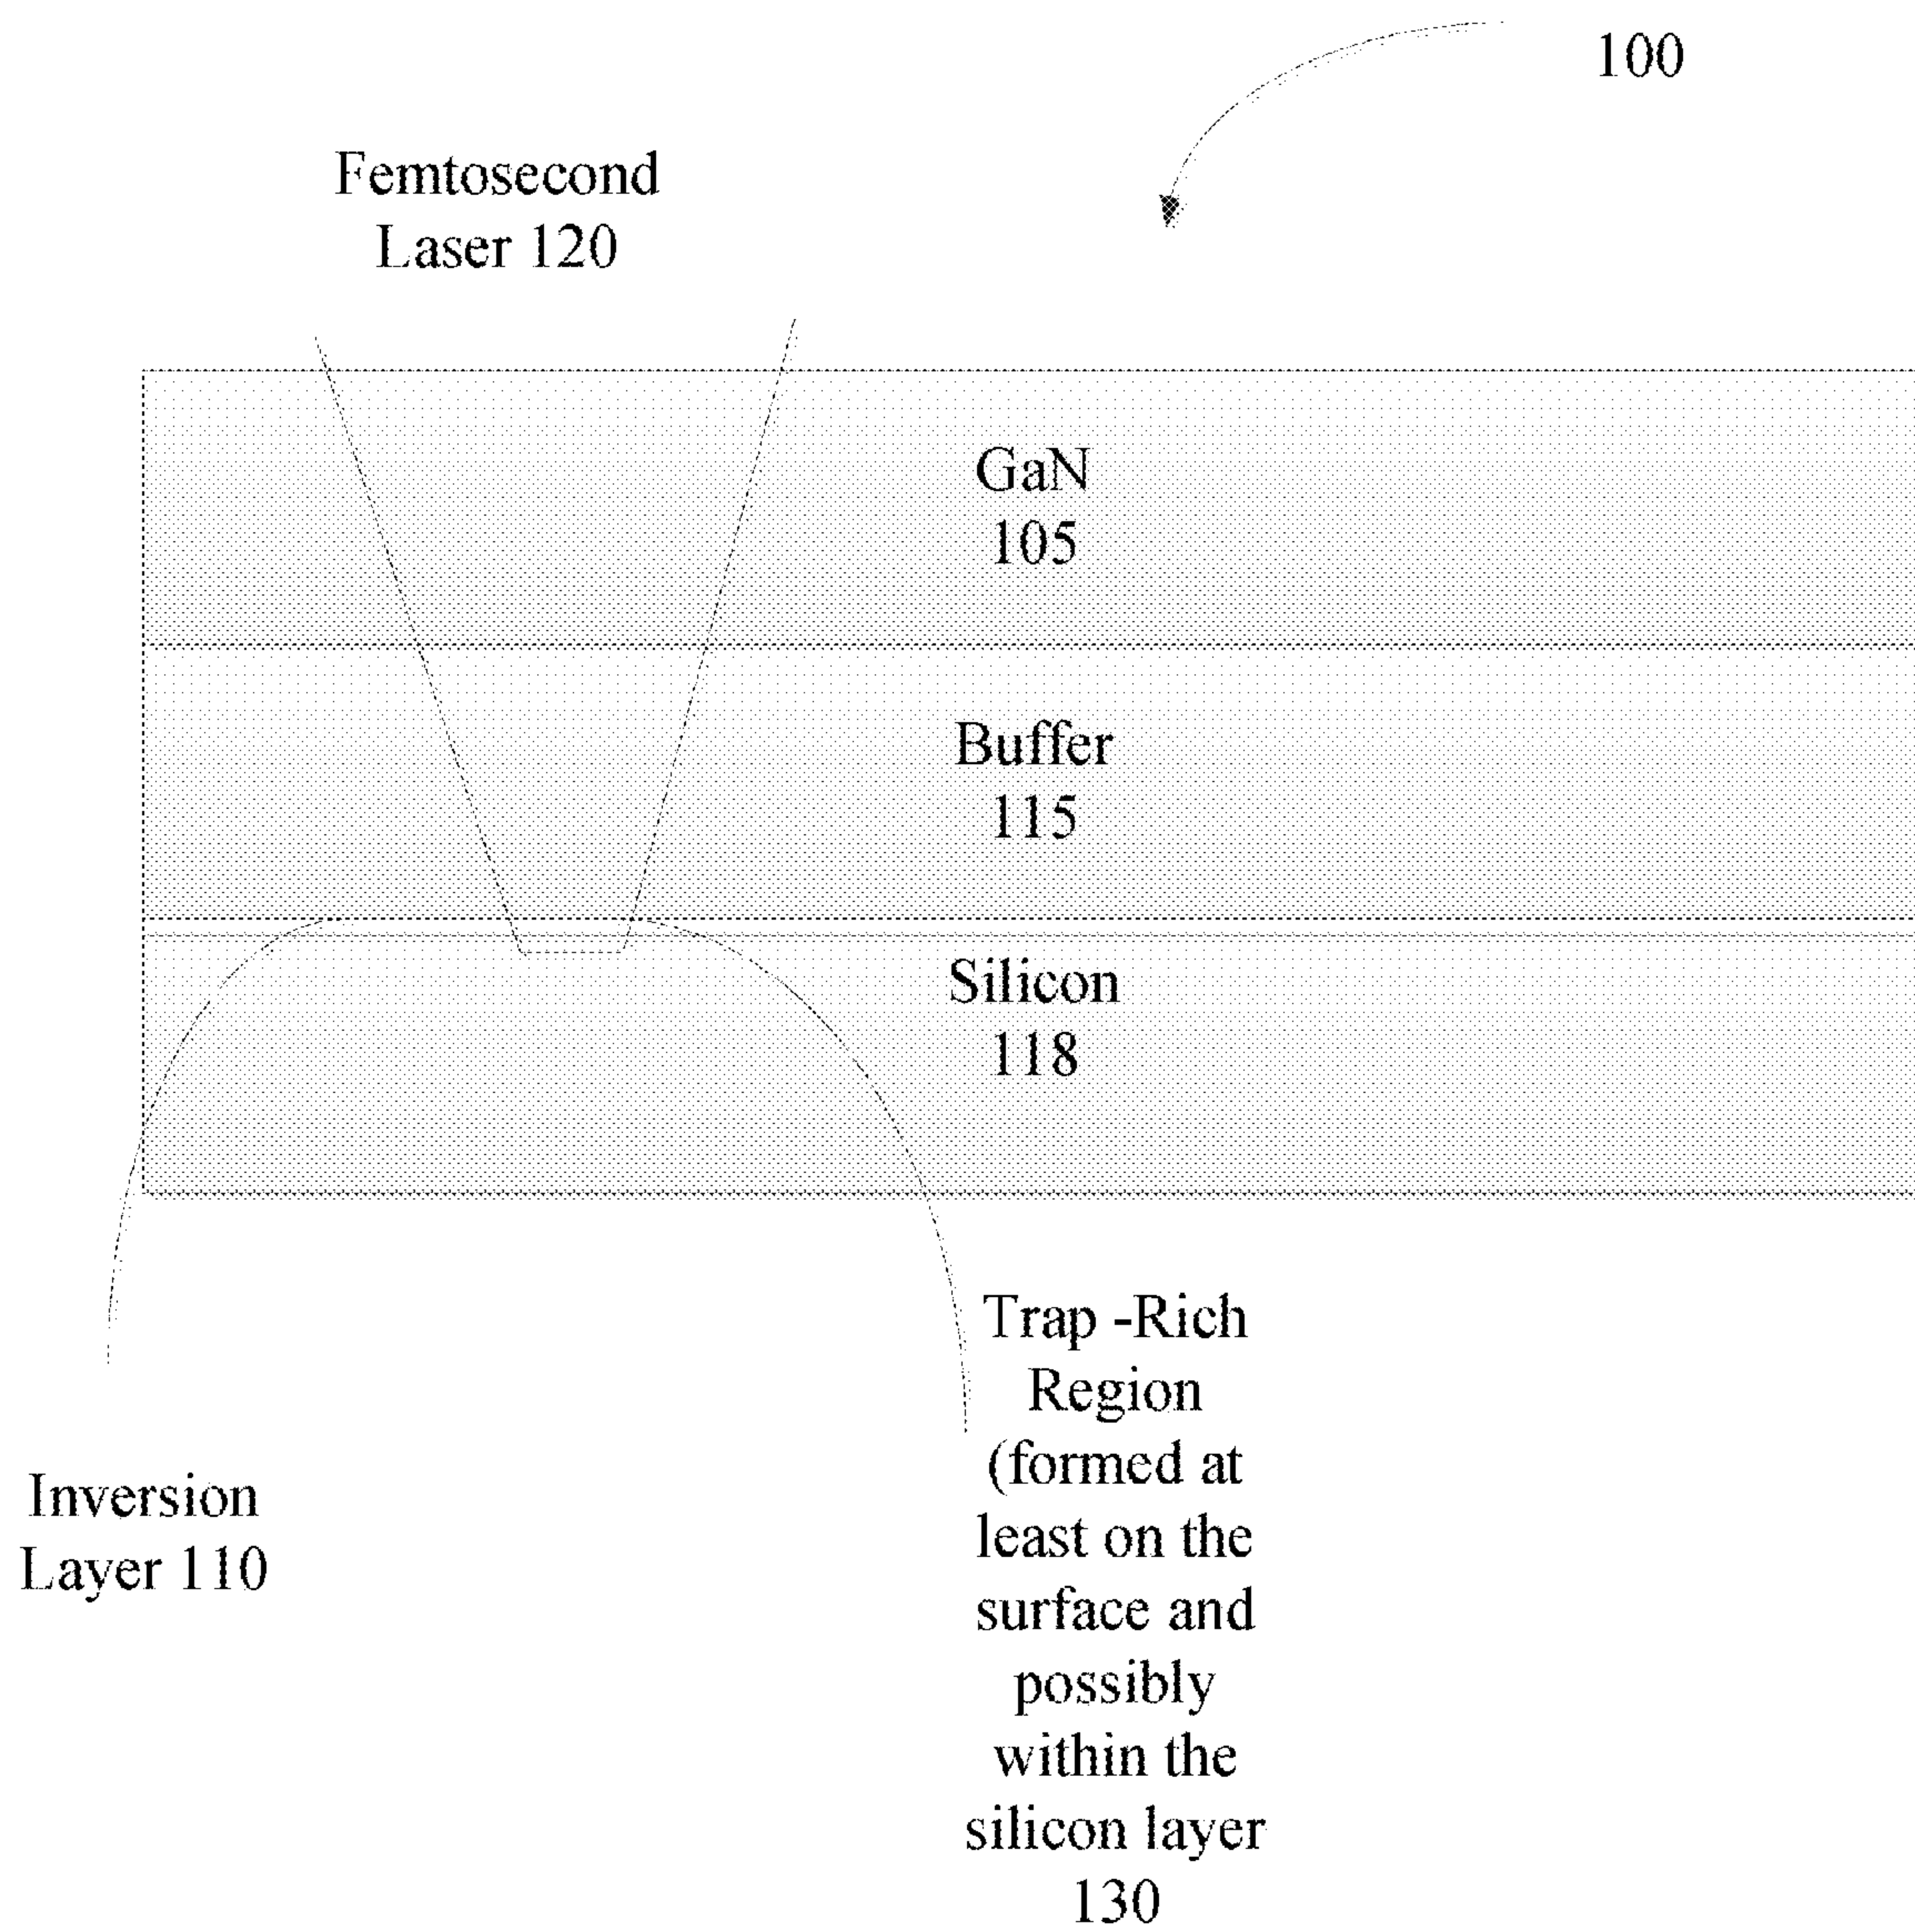 100
Femtosecond
Laser 120
GaN
105
Buffer
115
Silicon
118
Inversion
Layer 110
Trap -Rich
Region
(formed at
least on the
surface and
possibly
within the
silicon layer
130